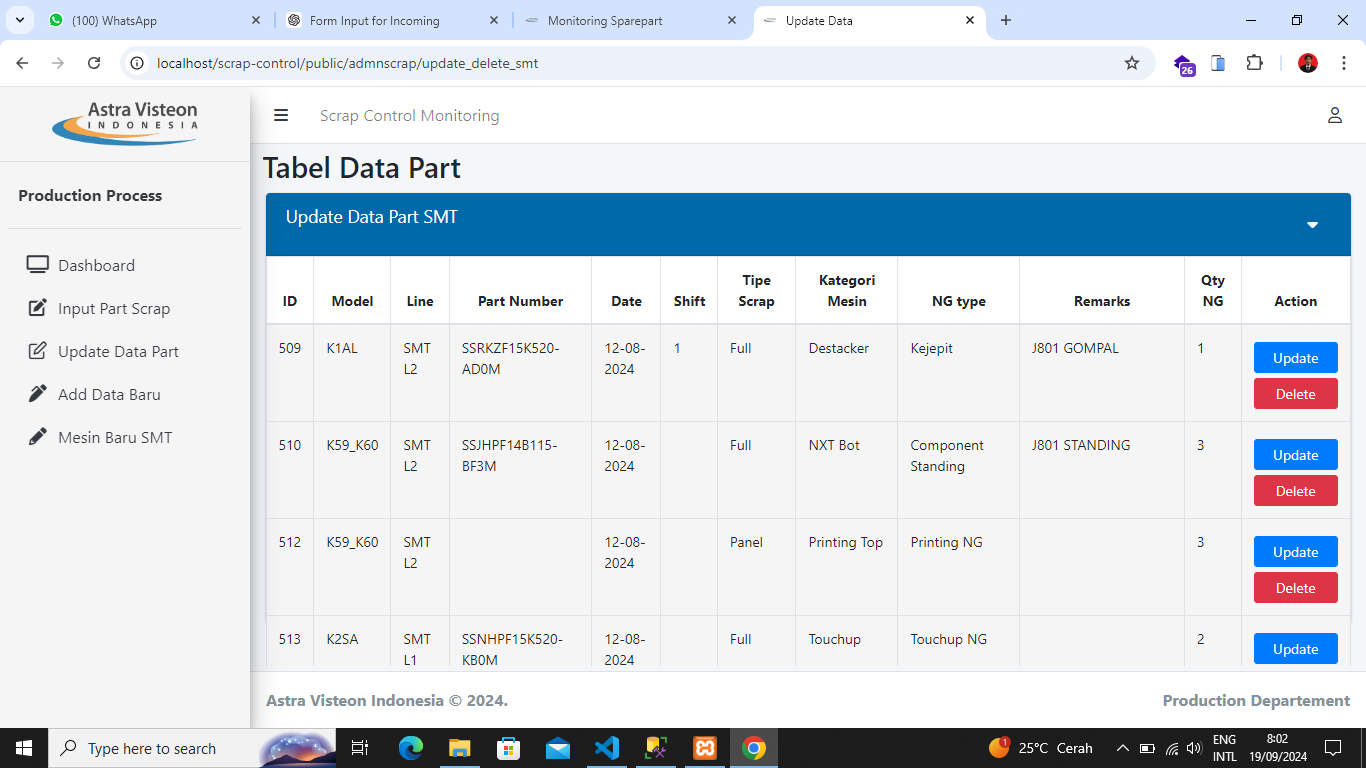 (100) WhatsApp
Form Input for Incoming
Monitoring Sparepart
Update Data
localhost/scrap-control/public/admnscrap/update_delete_smt
26
Astra Visteon
INDONESIA
Scrap Control Monitoring
Production Process
Dashboard
Input Part Scrap
Update Data Part
Add Data Baru
Mesin Baru SMT
Tabel Data Part
Update Data Part SMT
ID Model Line Part Number Date Shift Tipe Scrap Kategori Mesin NG type Remarks Qty NG Action
509 K1AL SMT L2 SSRKZF15K520-AD0M 12-08-2024 1 Full Destacker Kejepit J801 GOMPAL 1 Update Delete
510 K59_K60 SMT L2 SSJHPF14B115-BF3M 12-08-2024 Full NXT Bot Component Standing J801 STANDING 3 Update Delete
512 K59_K60 SMT L2 12-08-2024 Panel Printing Top Printing NG 3 Update Delete
513 K2SA SMT L1 SSNHPF15K520-KB0M 12-08-2024 Full Touchup Touchup NG 2 Update
Astra Visteon Indonesia © 2024.
Production Departement
Type here to search
1
25°C Cerah
ENG
INTL
8:02
19/09/2024